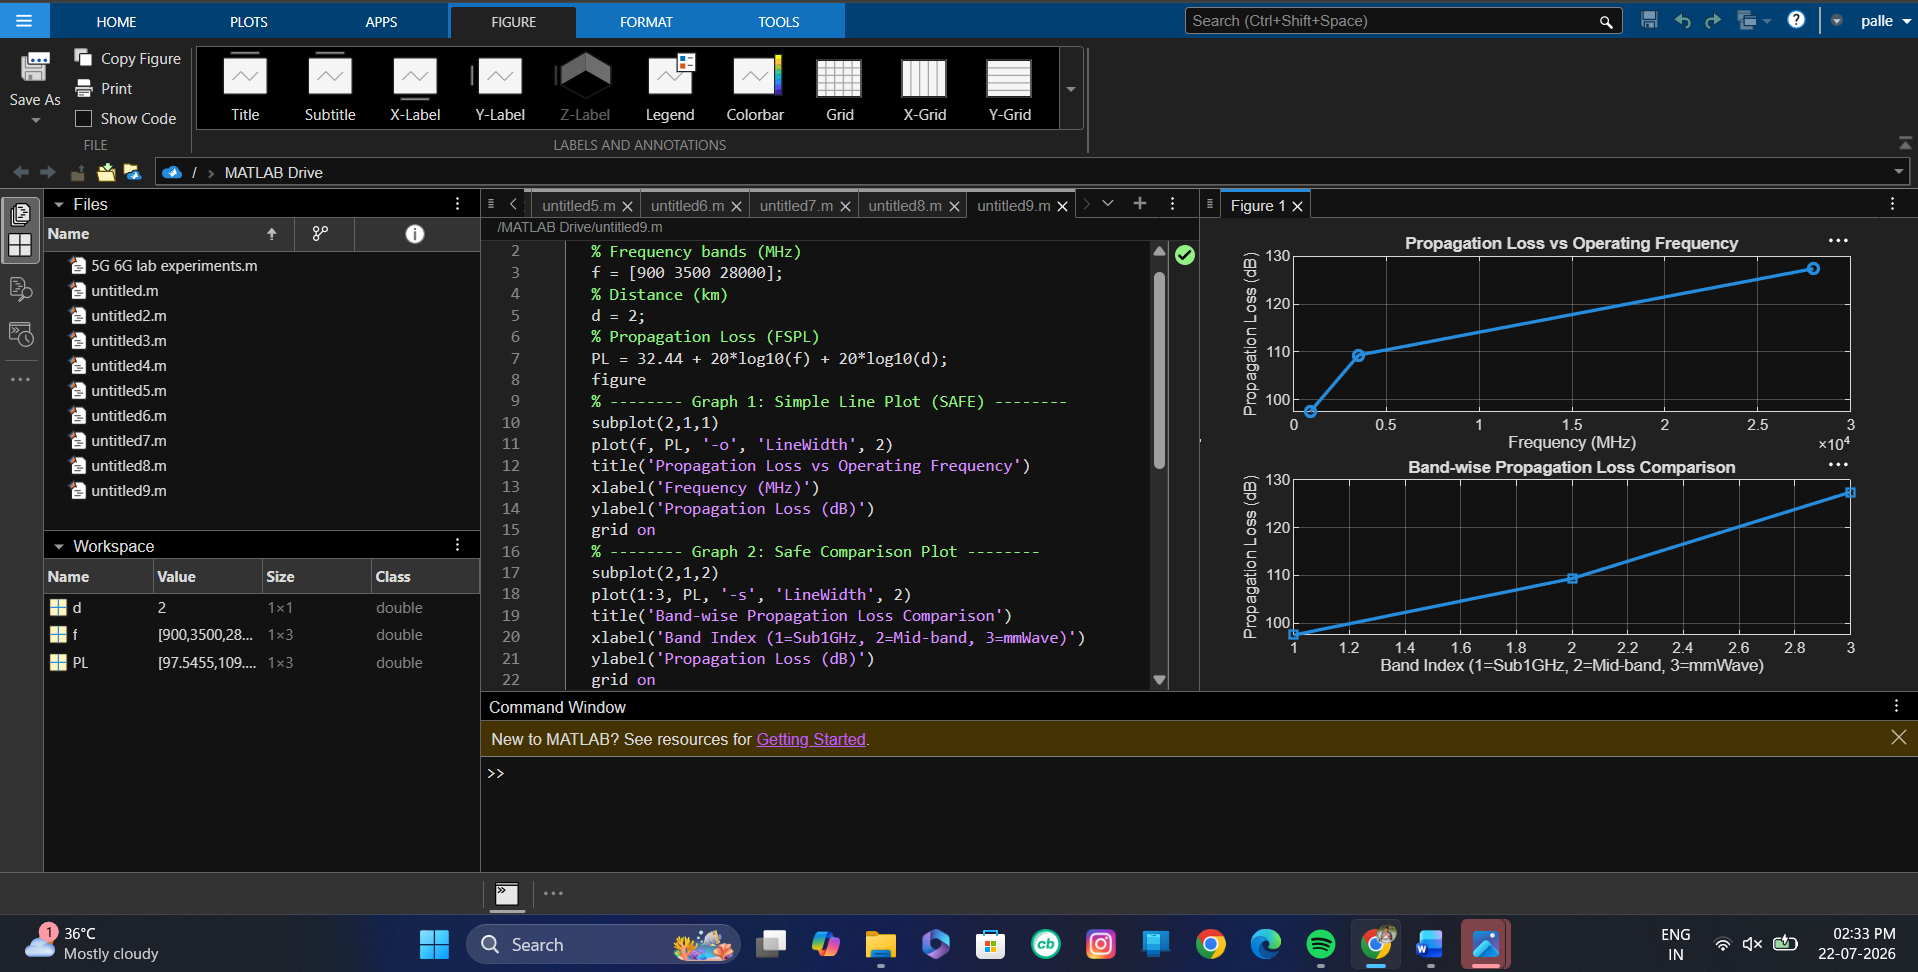 HOME PLOTS APPS FIGURE FORMAT TOOLS
Search (Ctrl+Shift+Space)
palle
Save As
Copy Figure
Print
Show Code
FILE
Title Subtitle X-Label Y-Label Z-Label Legend Colorbar Grid X-Grid Y-Grid
LABELS AND ANNOTATIONS
/ › MATLAB Drive
Files
Name
5G 6G lab experiments.m
untitled.m
untitled2.m
untitled3.m
untitled4.m
untitled5.m
untitled6.m
untitled7.m
untitled8.m
untitled9.m
Workspace
Name Value Size Class
d 2 1×1 double
f [900,3500,28... 1×3 double
PL [97.5455,109.... 1×3 double
untitled5.m untitled6.m untitled7.m untitled8.m untitled9.m
/MATLAB Drive/untitled9.m
2 % Frequency bands (MHz)
3 f = [900 3500 28000];
4 % Distance (km)
5 d = 2;
6 % Propagation Loss (FSPL)
7 PL = 32.44 + 20*log10(f) + 20*log10(d);
8 figure
9 % -------- Graph 1: Simple Line Plot (SAFE) --------
10 subplot(2,1,1)
11 plot(f, PL, '-o', 'LineWidth', 2)
12 title('Propagation Loss vs Operating Frequency')
13 xlabel('Frequency (MHz)')
14 ylabel('Propagation Loss (dB)')
15 grid on
16 % -------- Graph 2: Safe Comparison Plot --------
17 subplot(2,1,2)
18 plot(1:3, PL, '-s', 'LineWidth', 2)
19 title('Band-wise Propagation Loss Comparison')
20 xlabel('Band Index (1=Sub1GHz, 2=Mid-band, 3=mmWave)')
21 ylabel('Propagation Loss (dB)')
22 grid on
Figure 1
Propagation Loss vs Operating Frequency
Propagation Loss (dB)
130
120
110
100
0 0.5 1 1.5 2 2.5 3
Frequency (MHz)
×10⁴
Band-wise Propagation Loss Comparison
Propagation Loss (dB)
130
120
110
100
1 1.2 1.4 1.6 1.8 2 2.2 2.4 2.6 2.8 3
Band Index (1=Sub1GHz, 2=Mid-band, 3=mmWave)
Command Window
New to MATLAB? See resources for Getting Started.
>>
1
36°C
Mostly cloudy
Search
cb
W
ENG
IN
02:33 PM
22-07-2026